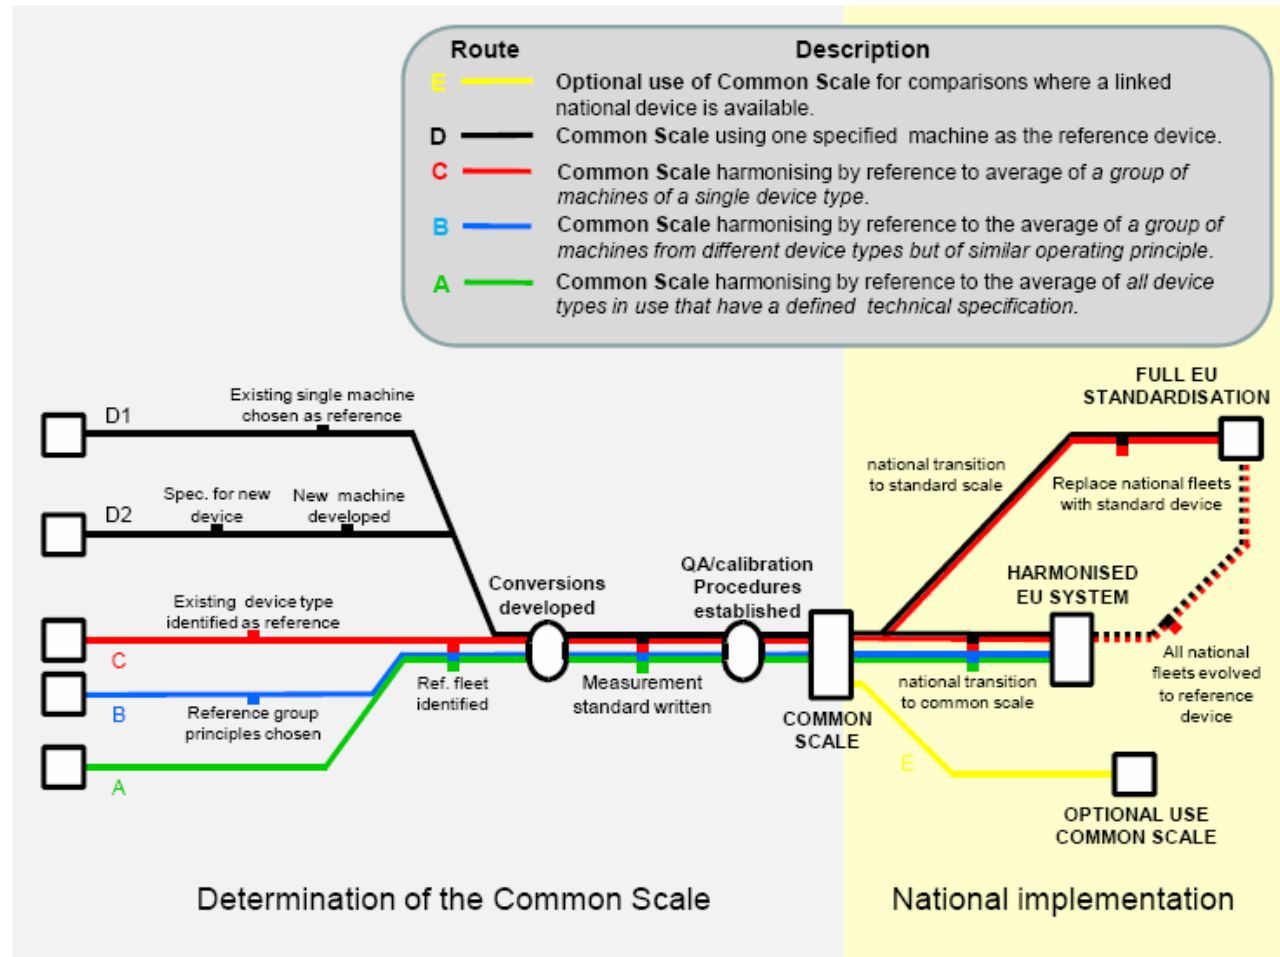 Route Description
E Optional use of Common Scale for comparisons where a linked
national device is available.
D Common Scale using one specified machine as the reference device.
C Common Scale harmonising by reference to average of a group of
machines of a single device type.
B Common Scale harmonising by reference to the average of a group of
machines from different device types but of similar operating principle.
A Common Scale harmonising by reference to the average of all device
types in use that have a defined technical specification.
FULL EU
STANDARDISATION
D1
Existing single machine
chosen as reference
national transition
to standard scale
Replace national fleets
with standard device
D2
Spec. for new
device
New machine
developed
Conversions
developed
QA/calibration
Procedures
established
HARMONISED
EU SYSTEM
Existing device type
identified as reference
C
Ref. fleet
identified
Measurement
standard written
COMMON
SCALE
national transition
to common scale
All national
fleets evolved
to reference
device
B
Reference group
principles chosen
A
E
OPTIONAL USE
COMMON SCALE
Determination of the Common Scale
National implementation